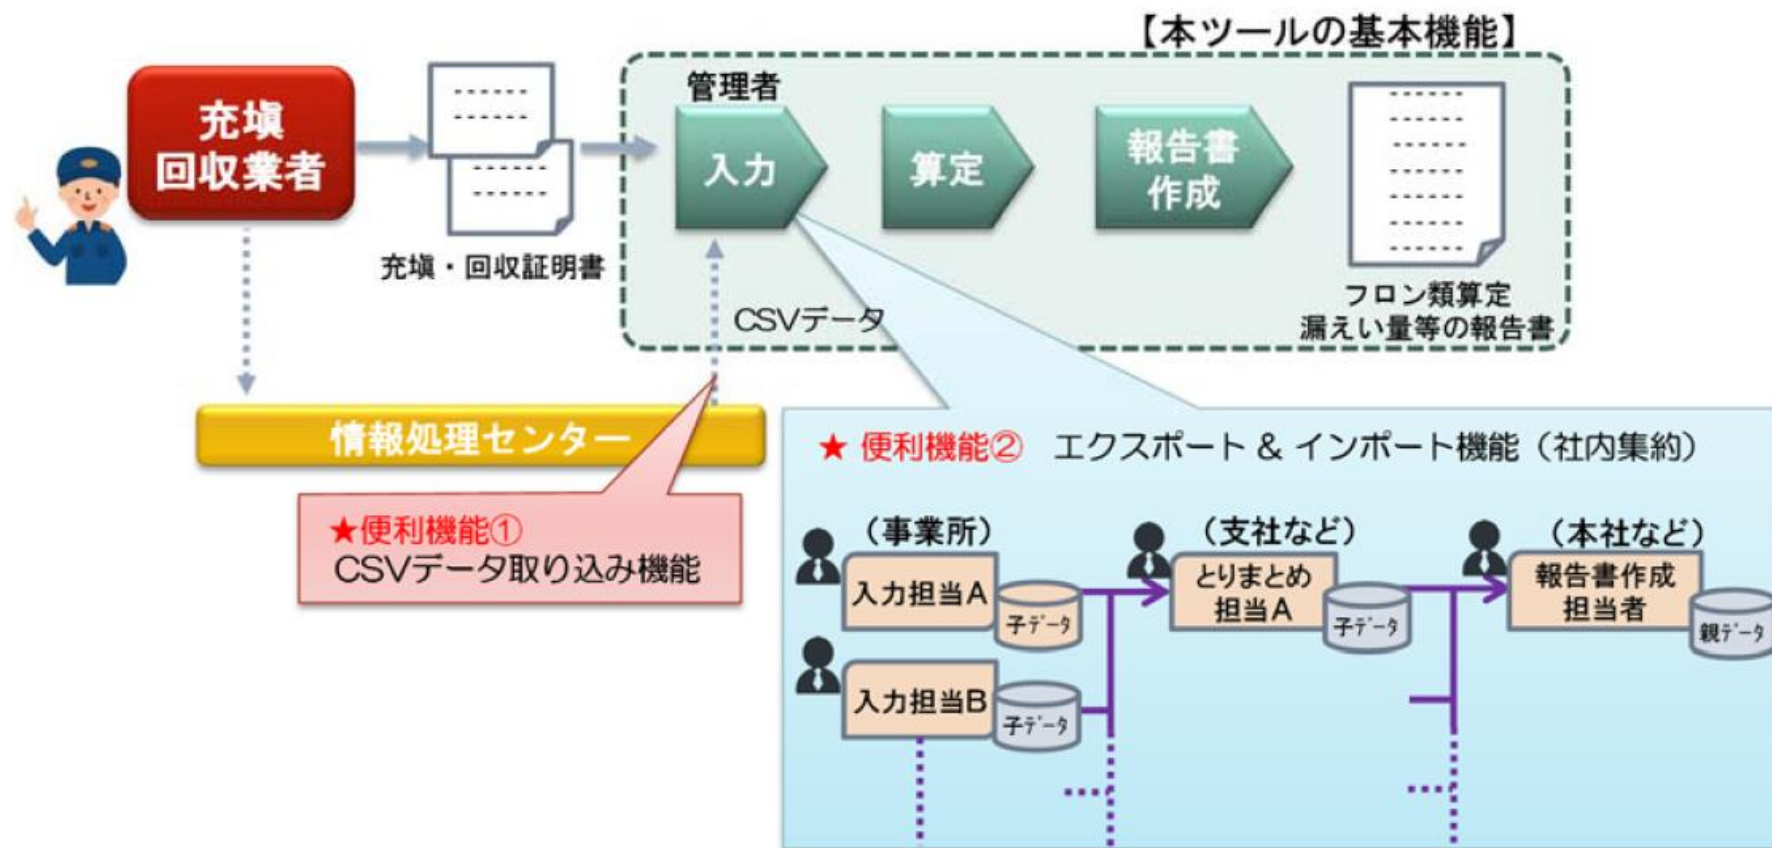 【本ツールの基本機能】
充塡
回収業者
充塡・回収証明書
管理者
入力
算定
報告書
作成
フロン類算定
漏えい量等の報告書
CSVデータ
情報処理センター
★便利機能①
CSVデータ取り込み機能
★ 便利機能② エクスポート & インポート機能（社内集約）
（事業所）
入力担当A
子ﾃﾞｰﾀ
入力担当B
子ﾃﾞｰﾀ
（支社など）
とりまとめ
担当A
子ﾃﾞｰﾀ
（本社など）
報告書作成
担当者
親ﾃﾞｰﾀ